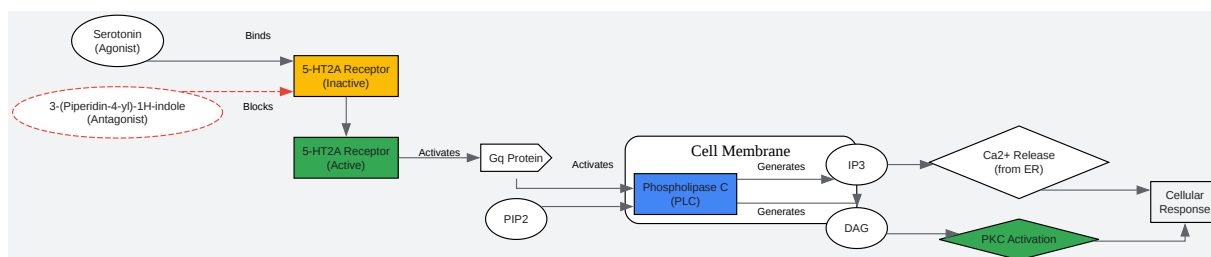 Serotonin
(Agonist)
Binds
5-HT2A Receptor
(Inactive)
3-(Piperidin-4-yl)-1H-indole
(Antagonist)
Blocks
5-HT2A Receptor
(Active)
Activates
Gq Protein
Activates
PIP2
Cell Membrane
Phospholipase C
(PLC)
Generates
Generates
IP3
DAG
Ca2+ Release
(from ER)
PKC Activation
Cellular
Response